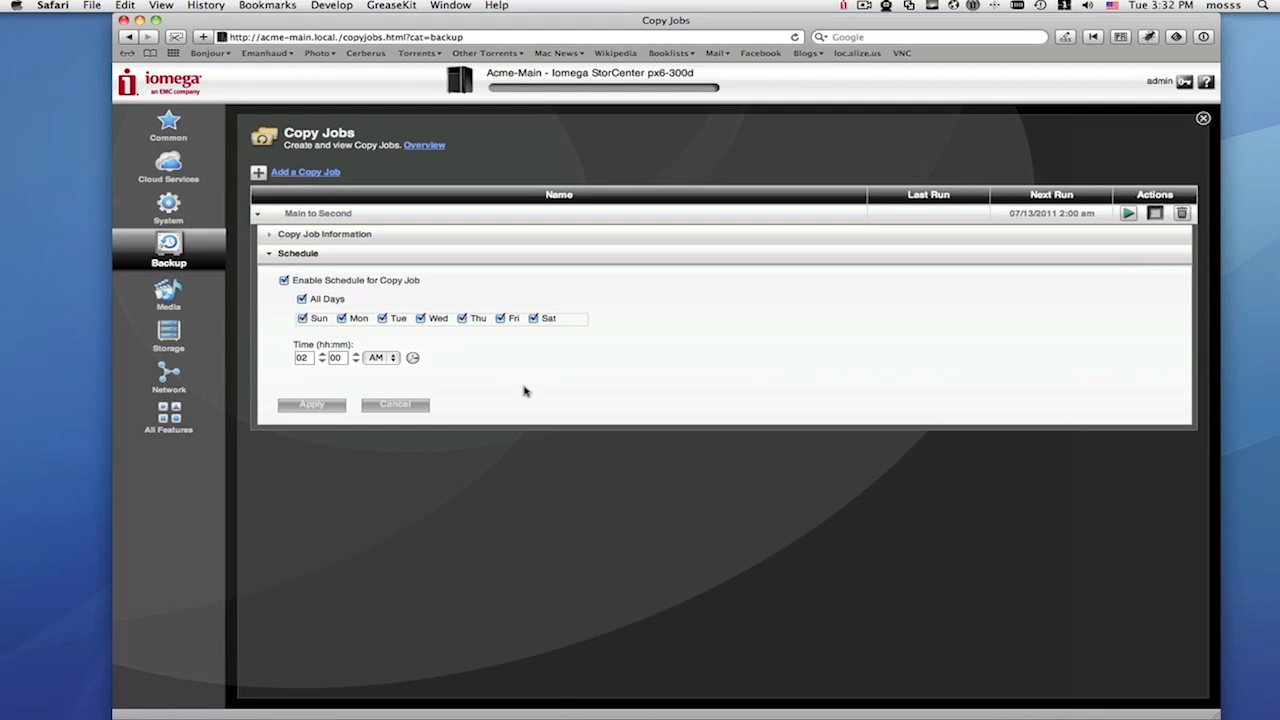 Safari File Edit View History Bookmarks Develop GreaseKit Window Help Tue 3:32 PM mosss
Copy Jobs
http://acme-main.local./copyjobs.html?cat=backup Google
Bonjour Emanhaud Photo Cerberus Torrents Other Torrents Mac News Wikipedia Booklists Mail Facebook Blogs loc.alize.us VNC
iomega
an EMC company
Acme-Main - Iomega StorCenter px6-300d
admin ?
Common
Cloud Services
System
Backup
Media
Storage
Network
All Features
Copy Jobs
Create and view Copy Jobs. Overview
Add a Copy Job
Name Last Run Next Run Actions
Main to Second 07/13/2011 2:00 am
Copy Job Information
Schedule
Enable Schedule for Copy Job
All Days
Sun Mon Tue Wed Thu Fri Sat
Time (hh:mm):
02 00 AM
Apply Cancel